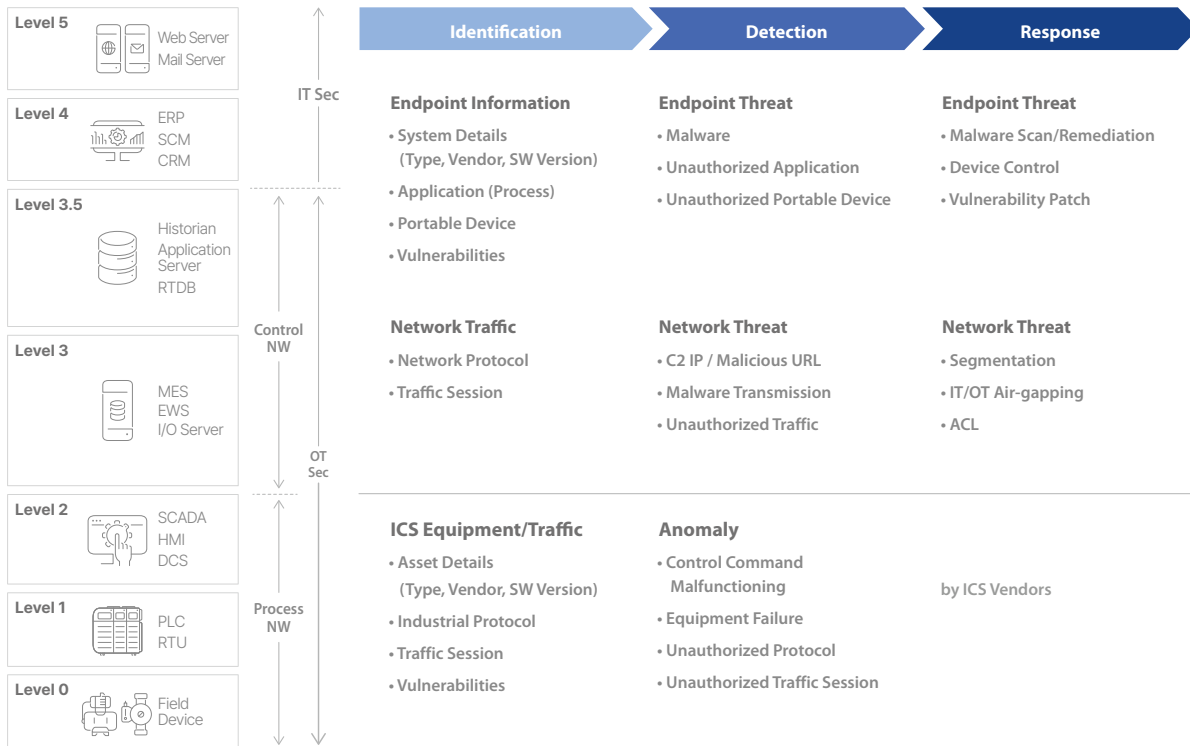 Level 5
Web Server
Mail Server
Level 4
ERP
SCM
CRM
Level 3.5
Historian
Application
Server
RTDB
Level 3
MES
EWS
I/O Server
Level 2
SCADA
HMI
DCS
Level 1
PLC
RTU
Level 0
Field
Device
IT Sec
Control
NW
OT
Sec
Process
NW
Identification
Detection
Response
Endpoint Information
• System Details
(Type, Vendor, SW Version)
• Application (Process)
• Portable Device
• Vulnerabilities
Endpoint Threat
• Malware
• Unauthorized Application
• Unauthorized Portable Device
Endpoint Threat
• Malware Scan/Remediation
• Device Control
• Vulnerability Patch
Network Traffic
• Network Protocol
• Traffic Session
Network Threat
• C2 IP / Malicious URL
• Malware Transmission
• Unauthorized Traffic
Network Threat
• Segmentation
• IT/OT Air-gapping
• ACL
ICS Equipment/Traffic
• Asset Details
(Type, Vendor, SW Version)
• Industrial Protocol
• Traffic Session
• Vulnerabilities
Anomaly
• Control Command
Malfunctioning
• Equipment Failure
• Unauthorized Protocol
• Unauthorized Traffic Session
by ICS Vendors